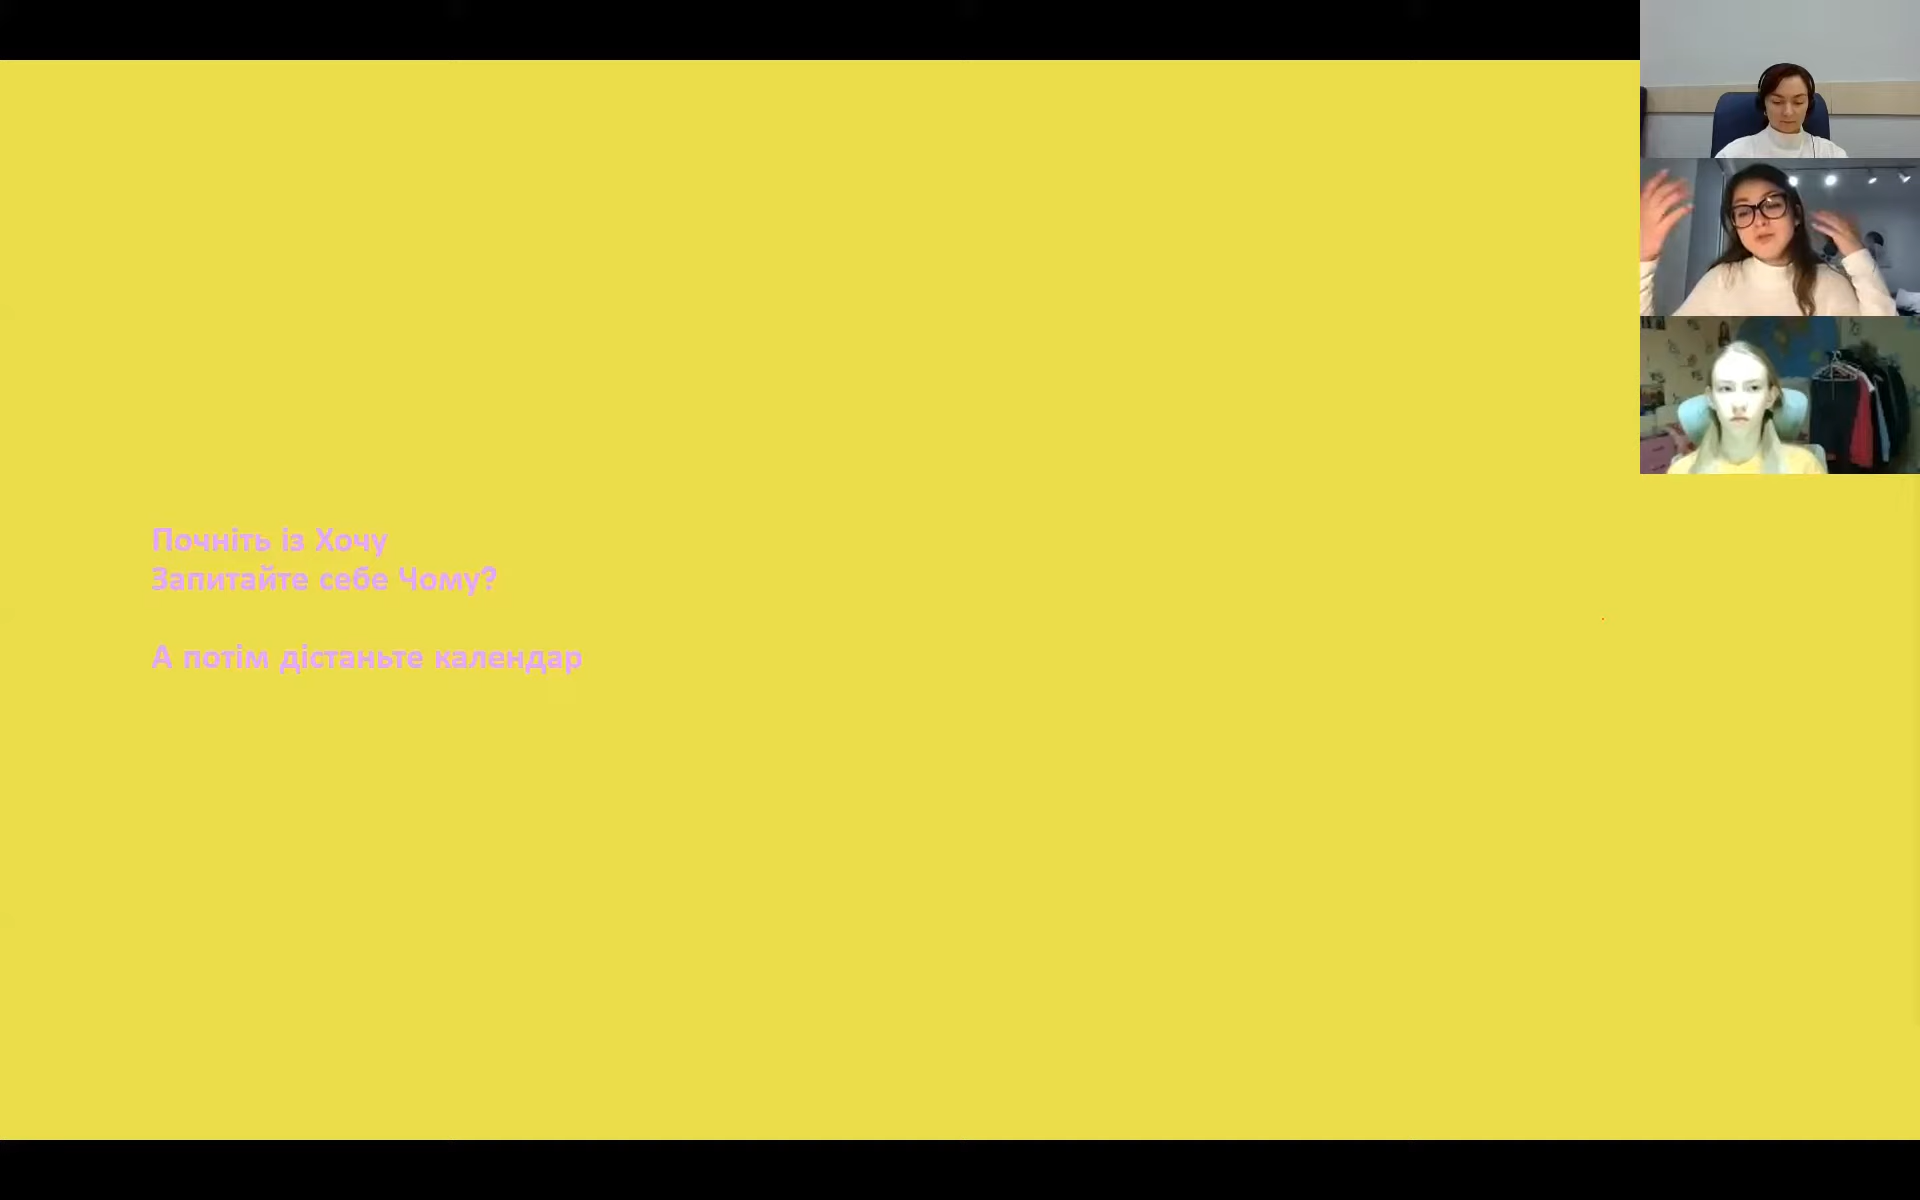 Почніть із Хочу
Запитайте себе Чому?
А потім дістаньте календар